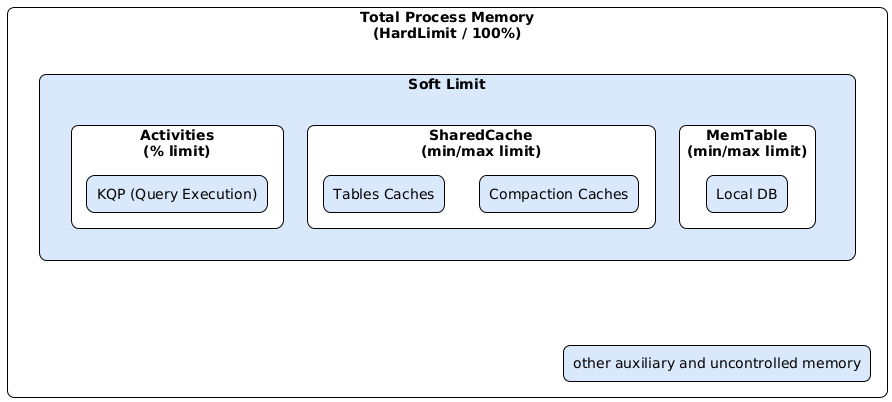 Total Process Memory
(HardLimit / 100%)
Soft Limit
Activities
(% limit)
KQP (Query Execution)
SharedCache
(min/max limit)
Tables Caches
Compaction Caches
MemTable
(min/max limit)
Local DB
other auxiliary and uncontrolled memory